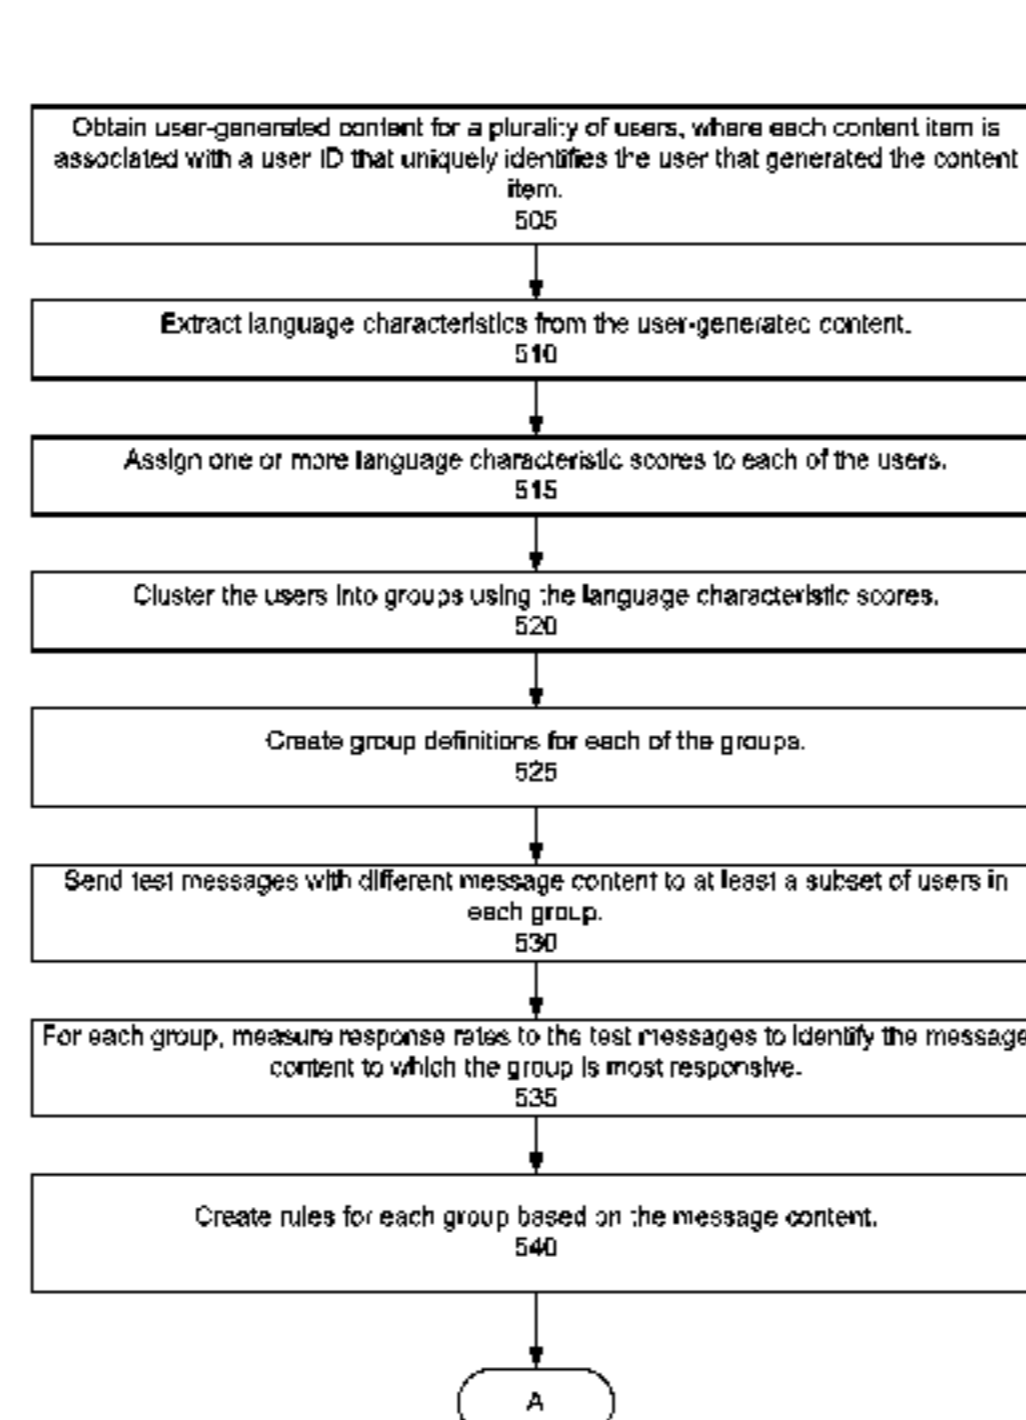 Obtain user-generated content for a plurality of users, where each content item is
associated with a user ID that uniquely identifies the user that generated the content
item.
505
Extract language characteristics from the user-generated content.
510
Assign one or more language characteristic scores to each of the users.
515
Cluster the users into groups using the language characteristic scores.
520
Create group definitions for each of the groups.
525
Send test messages with different message content to at least a subset of users in
each group.
530
For each group, measure response rates to the test messages to identify the message
content to which the group is most responsive.
535
Create rules for each group based on the message content.
540
A